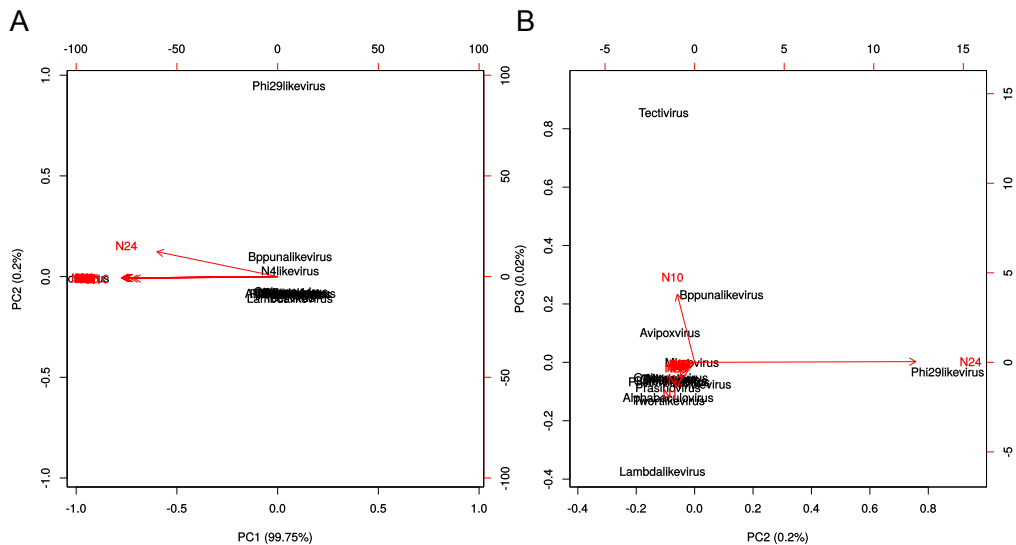 A
B
-100 -50 0 50 100
-5 0 5 10 15
Phi29likevirus
N24
Bppunalikevirus
N4likevirus
Lambdalikevirus
1.0
0.5
0.0
-0.5
-1.0
100
50
0
-50
-100
PC2 (0.2%)
-1.0 -0.5 0.0 0.5 1.0
PC1 (99.75%)
Tectivirus
N10
Bppunalikevirus
Avipoxvirus
N24
Phi29likevirus
Prasinovirus
Alphabaculovirus
Twortlikevirus
Lambdalikevirus
0.8
0.6
0.4
0.2
0.0
-0.2
-0.4
15
10
5
0
-5
PC3 (0.02%)
-0.4 -0.2 0.0 0.2 0.4 0.6 0.8
PC2 (0.2%)